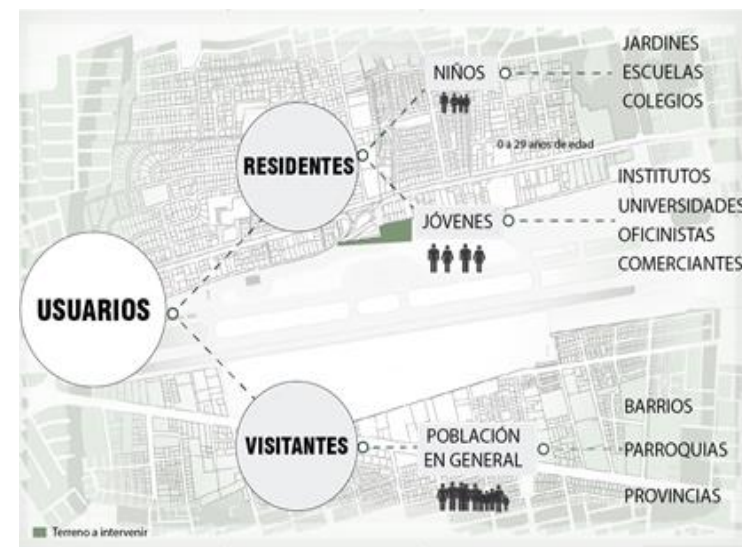 JARDINES
NIÑOS
ESCUELAS
COLEGIOS
RESIDENTES
0 a 29 años de edad
INSTITUTOS
JÓVENES
UNIVERSIDADES
OFICINISTAS
COMERCIANTES
USUARIOS
VISITANTES
POBLACIÓN
EN GENERAL
BARRIOS
PARROQUIAS
PROVINCIAS
Terreno a intervenir